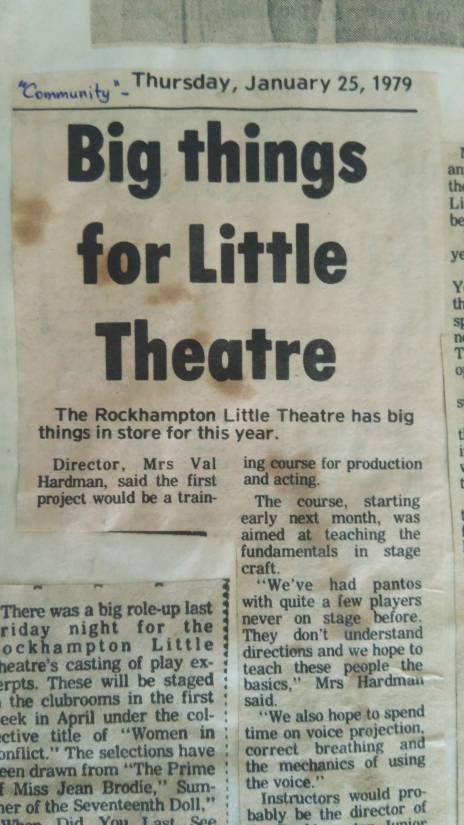 "Community" - Thursday, January 25, 1979
Big things
for Little
Theatre
The Rockhampton Little Theatre has big
things in store for this year.
Director, Mrs Val
Hardman, said the first
project would be a train-
ing course for production
and acting.
The course, starting
early next month, was
aimed at teaching the
fundamentals in stage
craft.
"We've had pantos
with quite a few players
never on stage before.
They don't understand
directions and we hope to
teach these people the
basics," Mrs Hardman
said.
"We also hope to spend
time on voice projection,
correct breathing and
the mechanics of using
the voice."
Instructors would pro-
bably be the director of
There was a big role-up last
riday night for the
ockhampton Little
heatre's casting of play ex-
erpts. These will be staged
the clubrooms in the first
eek in April under the col-
ective title of "Women in
onflict." The selections have
een drawn from "The Prime
f Miss Jean Brodie," Sum-
mer of the Seventeenth Doll,"
When Did You Last See